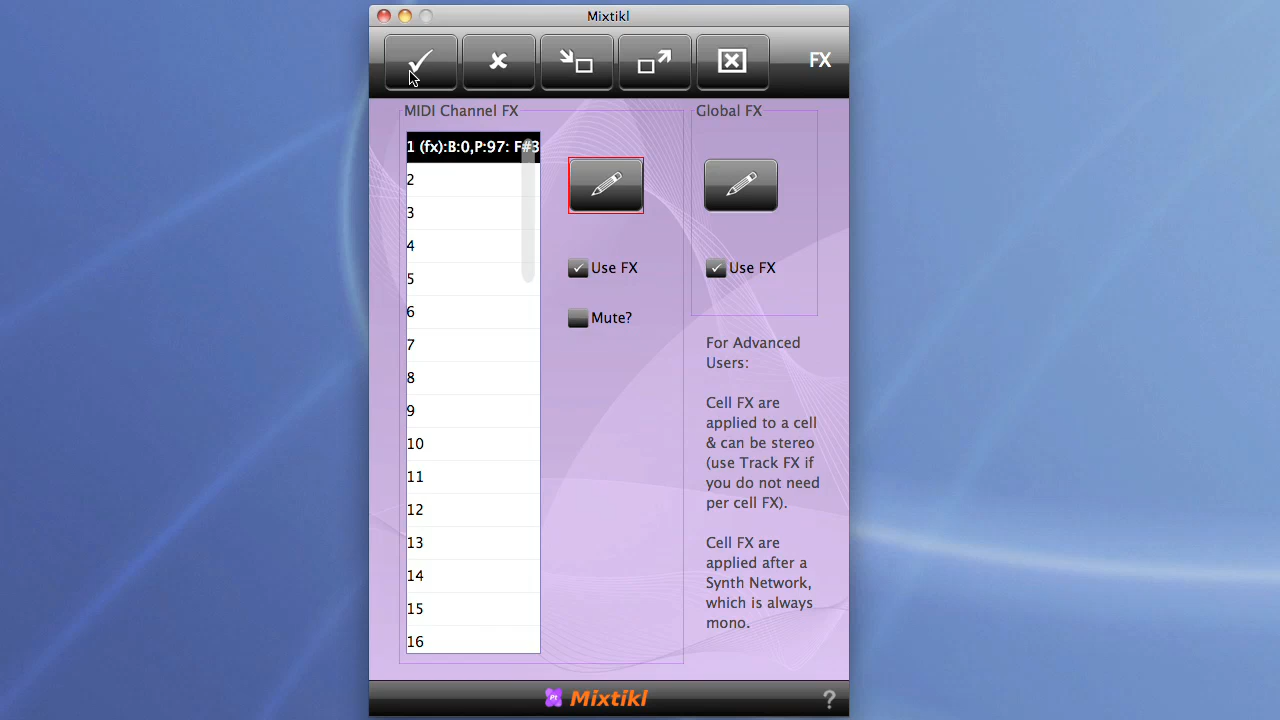 Mixtikl
FX
MIDI Channel FX
Global FX
1 (fx):B:0,P:97: F#3
2
3
4
5
6
7
8
9
10
11
12
13
14
15
16
Use FX
Mute?
Use FX
For Advanced
Users:
Cell FX are
applied to a cell
& can be stereo
(use Track FX if
you do not need
per cell FX).
Cell FX are
applied after a
Synth Network,
which is always
mono.
Pt Mixtikl
?